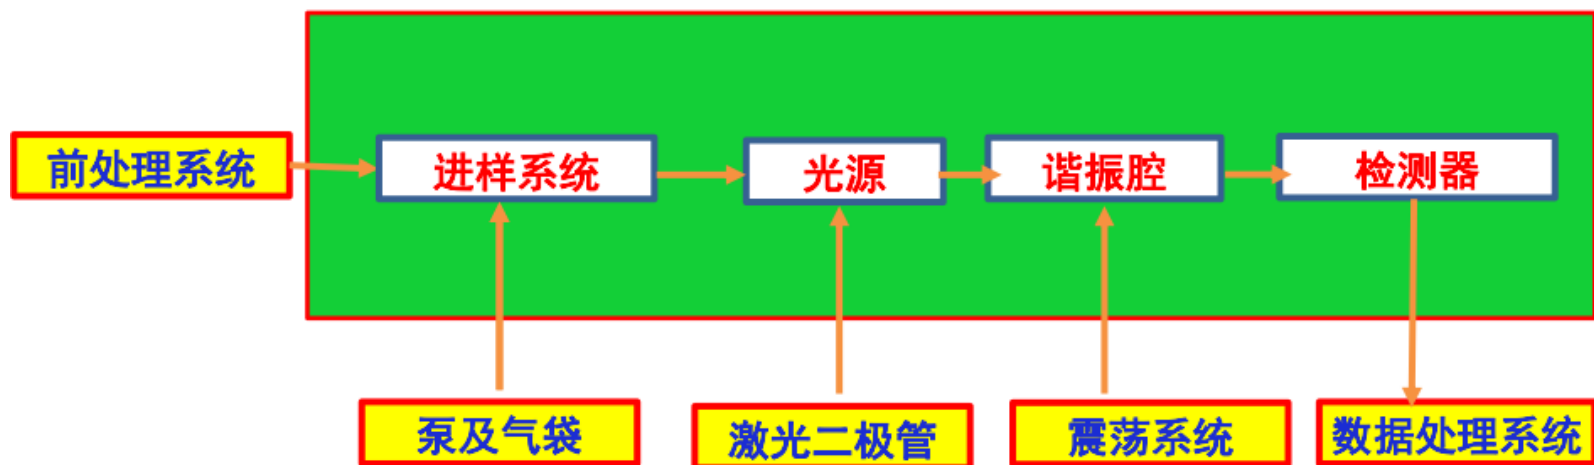 前处理系统
进样系统
光源
谐振腔
检测器
泵及气袋
激光二极管
震荡系统
数据处理系统